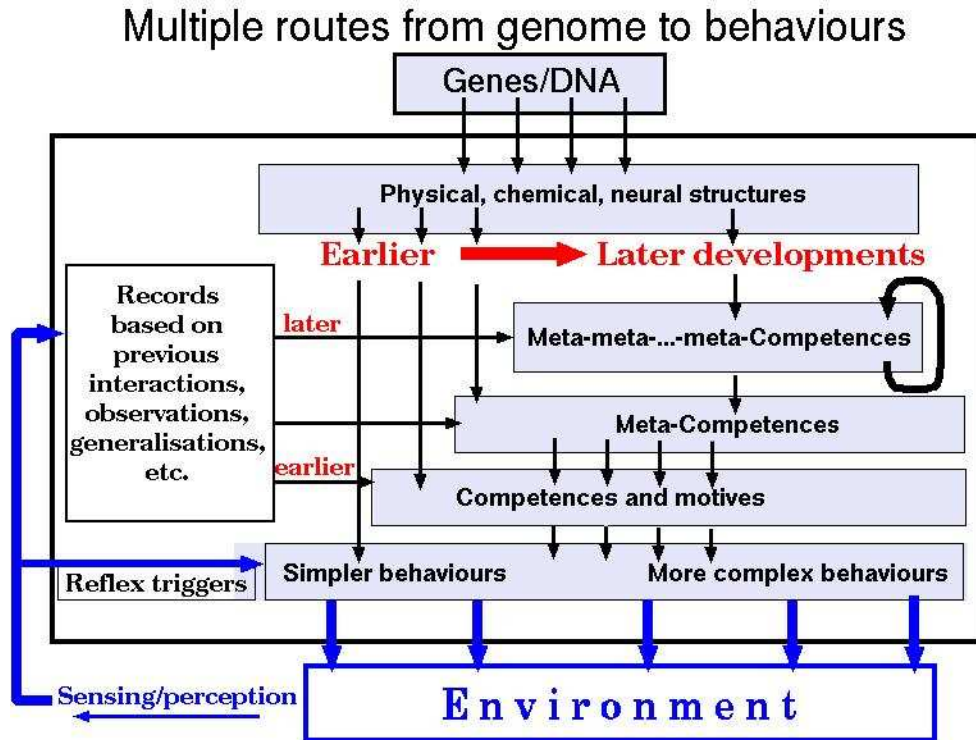 Multiple routes from genome to behaviours
Genes/DNA
Physical, chemical, neural structures
Earlier
Later developments
Records
based on
previous
interactions,
observations,
generalisations,
etc.
later
Meta-meta-...-meta-Competences
Meta-Competences
earlier
Competences and motives
Reflex triggers
Simpler behaviours
More complex behaviours
Sensing/perception
Environment